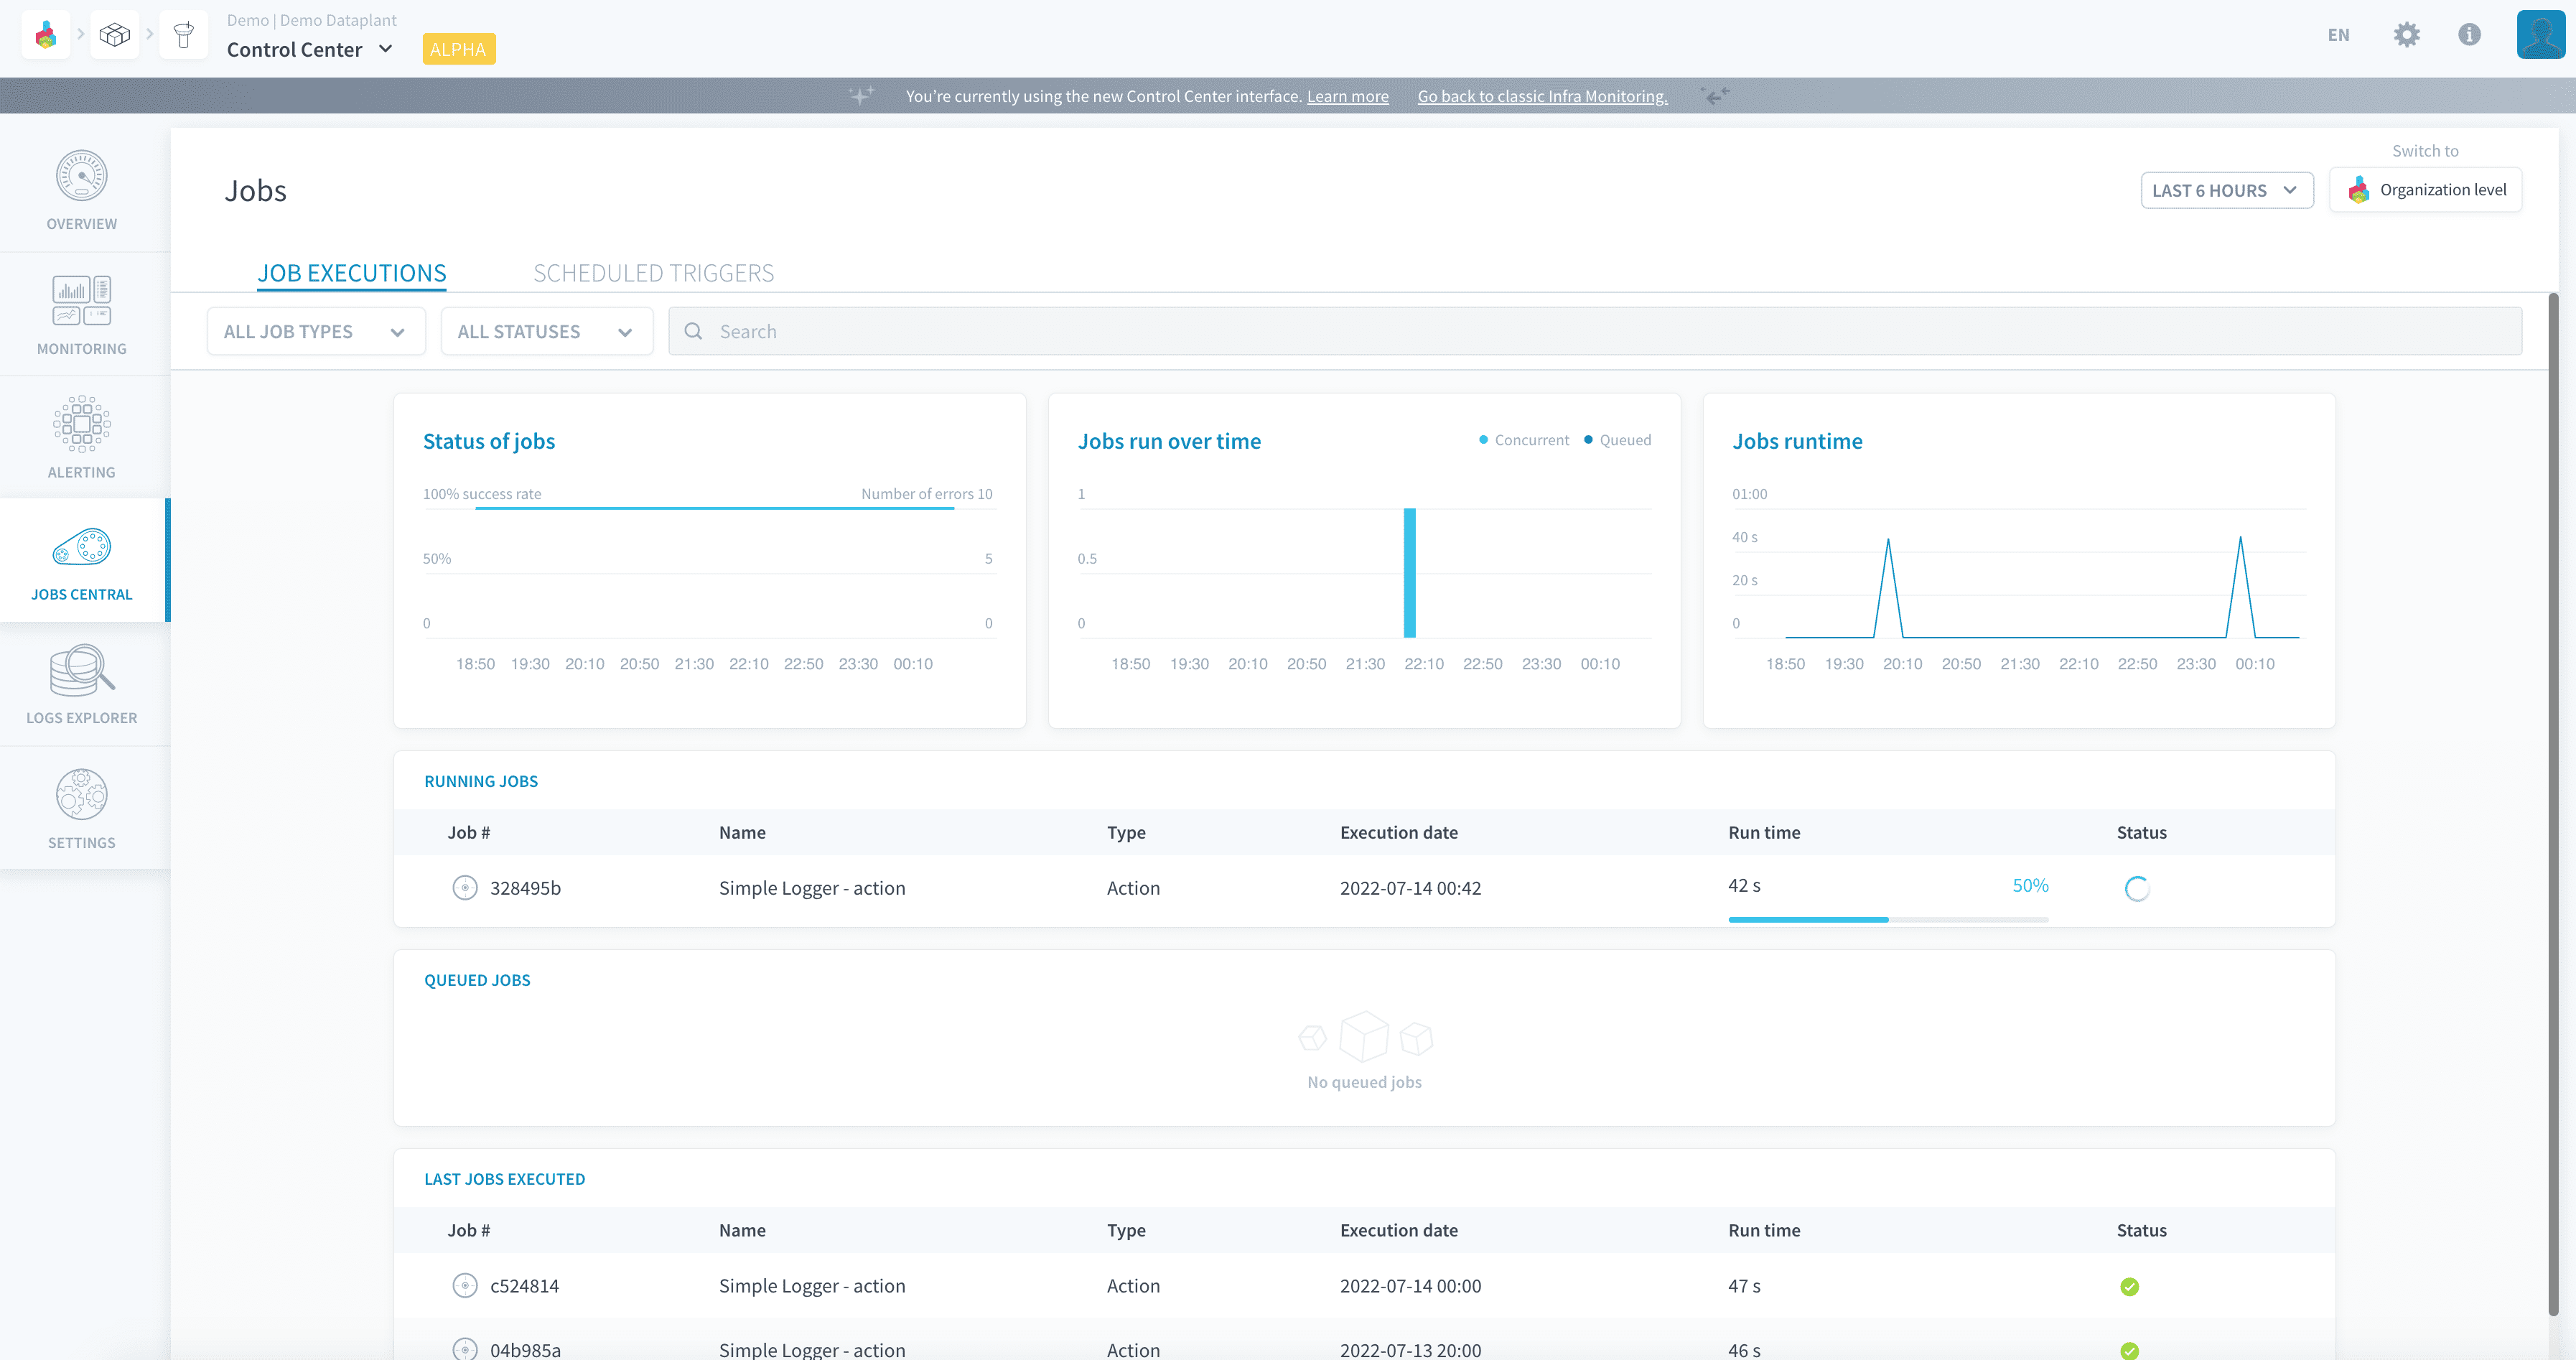 Demo | Demo Dataplant
Control Center
ALPHA
EN
You're currently using the new Control Center interface. Learn more Go back to classic Infra Monitoring.
OVERVIEW
MONITORING
ALERTING
JOBS CENTRAL
LOGS EXPLORER
SETTINGS
Jobs
LAST 6 HOURS
Switch to
Organization level
JOB EXECUTIONS SCHEDULED TRIGGERS
ALL JOB TYPES ALL STATUSES Search
Status of jobs
100% success rate Number of errors 10
50% 5
0 0
18:50 19:30 20:10 20:50 21:30 22:10 22:50 23:30 00:10
Jobs run over time
Concurrent Queued
1
0.5
0
18:50 19:30 20:10 20:50 21:30 22:10 22:50 23:30 00:10
Jobs runtime
01:00
40 s
20 s
0
18:50 19:30 20:10 20:50 21:30 22:10 22:50 23:30 00:10
RUNNING JOBS
Job # Name Type Execution date Run time Status
328495b Simple Logger - action Action 2022-07-14 00:42 42 s 50%
QUEUED JOBS
No queued jobs
LAST JOBS EXECUTED
Job # Name Type Execution date Run time Status
c524814 Simple Logger - action Action 2022-07-14 00:00 47 s
04b985a Simple Logger - action Action 2022-07-13 20:00 46 s